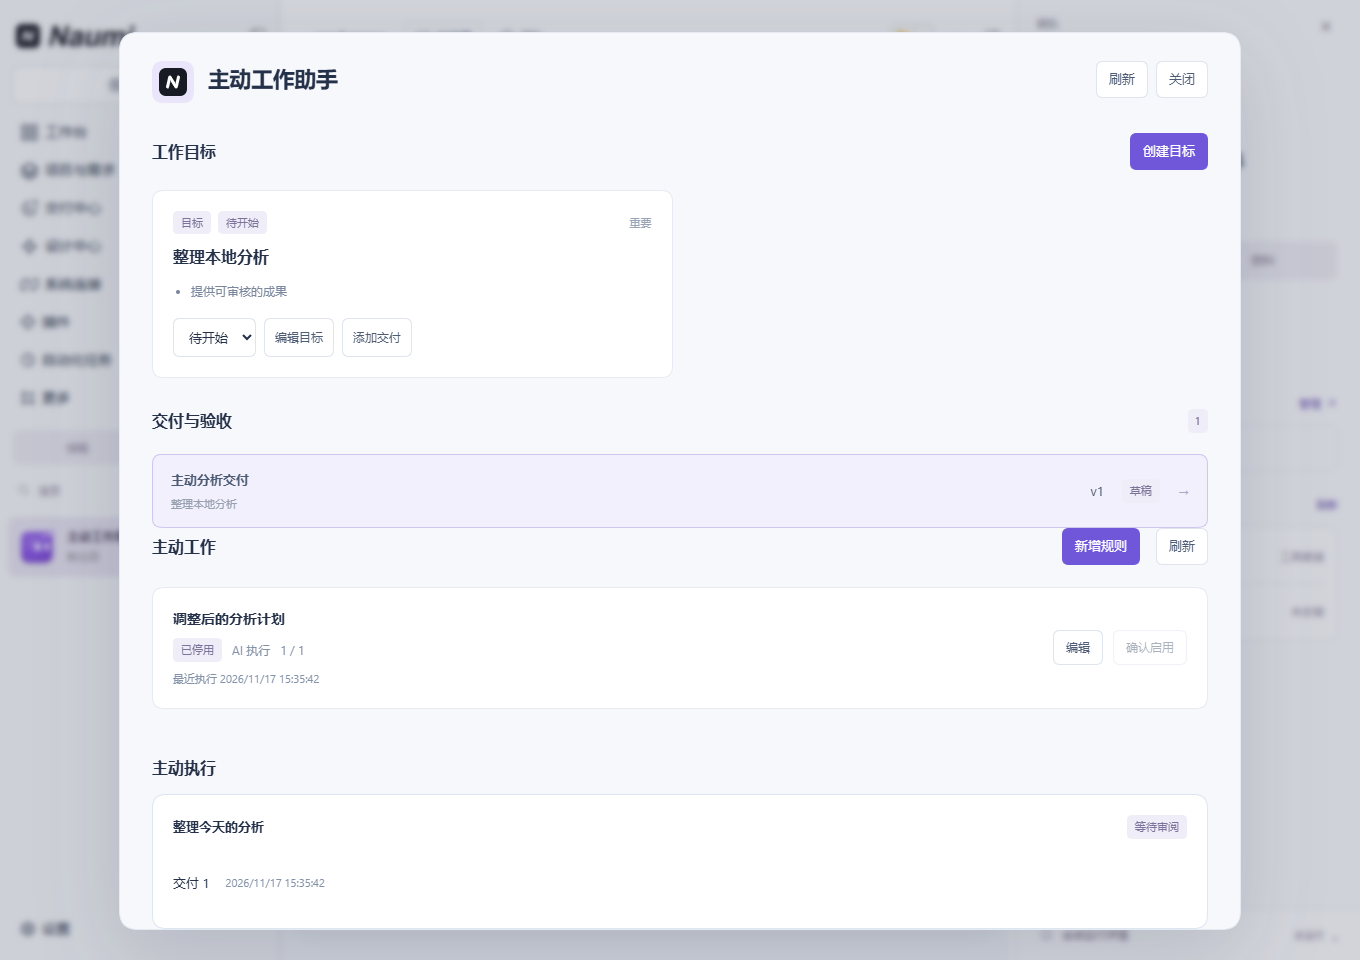 主动工作助手
刷新
关闭
工作目标
创建目标
目标
待开始
重要
整理本地分析
提供可审核的成果
待开始
编辑目标
添加交付
交付与验收
1
主动分析交付
整理本地分析
v1
草稿
→
主动工作
新增规则
刷新
调整后的分析计划
已停用
AI 执行
1 / 1
最近执行 2026/11/17 15:35:42
编辑
确认启用
主动执行
整理今天的分析
等待审阅
交付 1
2026/11/17 15:35:42